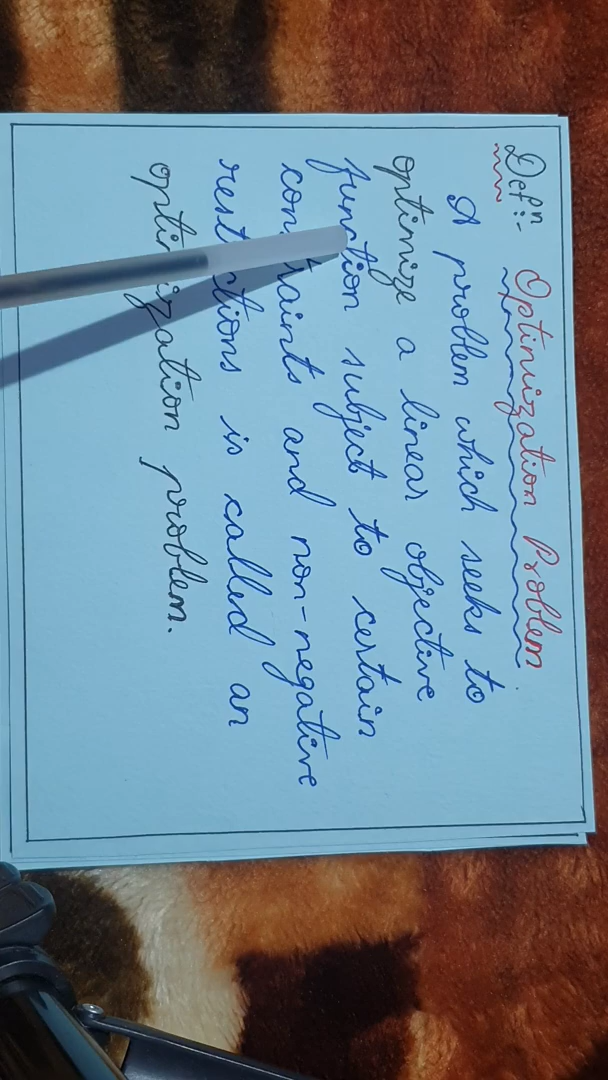 Defⁿ:- Optimization Problem
A problem which seeks to
optimize a linear objective
function subject to certain
constraints and non-negative
restrictions is called an
optimization problem.